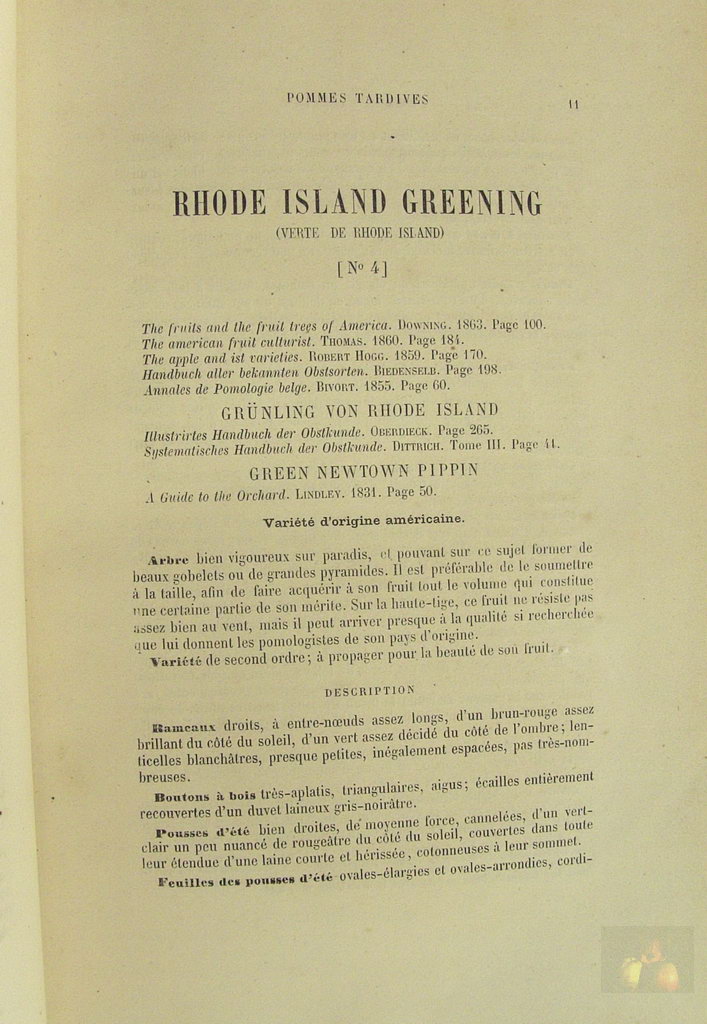 POMMES TARDIVES
11
RHODE ISLAND GREENING
(VERTE DE RHODE ISLAND)
[ No 4 ]
The fruits and the fruit trees of America. DOWNING. 1863. Page 100.
The american fruit culturist. THOMAS. 1860. Page 184.
The apple and ist varieties. ROBERT HOGG. 1859. Page 170.
Handbuch aller bekannten Obstsorten. BIEDENSELB. Page 198.
Annales de Pomologie belge. BIVORT. 1855. Page 60.
GRÜNLING VON RHODE ISLAND
Illustrirtes Handbuch der Obstkunde. OBERDIECK. Page 265.
Systematisches Handbuch der Obstkunde. DITTRICH. Tome III. Page 41.
GREEN NEWTOWN PIPPIN
A Guide to the Orchard. LINDLEY. 1831. Page 50.
Variété d'origine américaine.
Arbre bien vigoureux sur paradis, et pouvant sur ce sujet former de
beaux gobelets ou de grandes pyramides. Il est préférable de le soumettre
à la taille, afin de faire acquérir à son fruit tout le volume qui constitue
une certaine partie de son mérite. Sur la haute-tige, ce fruit ne résiste pas
assez bien au vent, mais il peut arriver presque à la qualité si recherchée
que lui donnent les pomologistes de son pays d'origine.
Variété de second ordre; à propager pour la beauté de son fruit.
DESCRIPTION
Rameaux droits, à entre-nœuds assez longs, d'un brun-rouge assez
brillant du côté du soleil, d'un vert assez décidé du côté de l'ombre; len-
ticelles blanchâtres, presque petites, inégalement espacées, pas très-nom-
breuses.
Boutons à bois très-aplatis, triangulaires, aigus; écailles entièrement
recouvertes d'un duvet laineux gris-noirâtre.
Pousses d'été bien droites, de moyenne force, cannelées, d'un vert-
clair un peu nuancé de rougeâtre du côté du soleil, couvertes dans toute
leur étendue d'une laine courte et hérissée, cotonneuses à leur sommet.
Feuilles des pousses d'été ovales-élargies et ovales-arrondies, cordi-